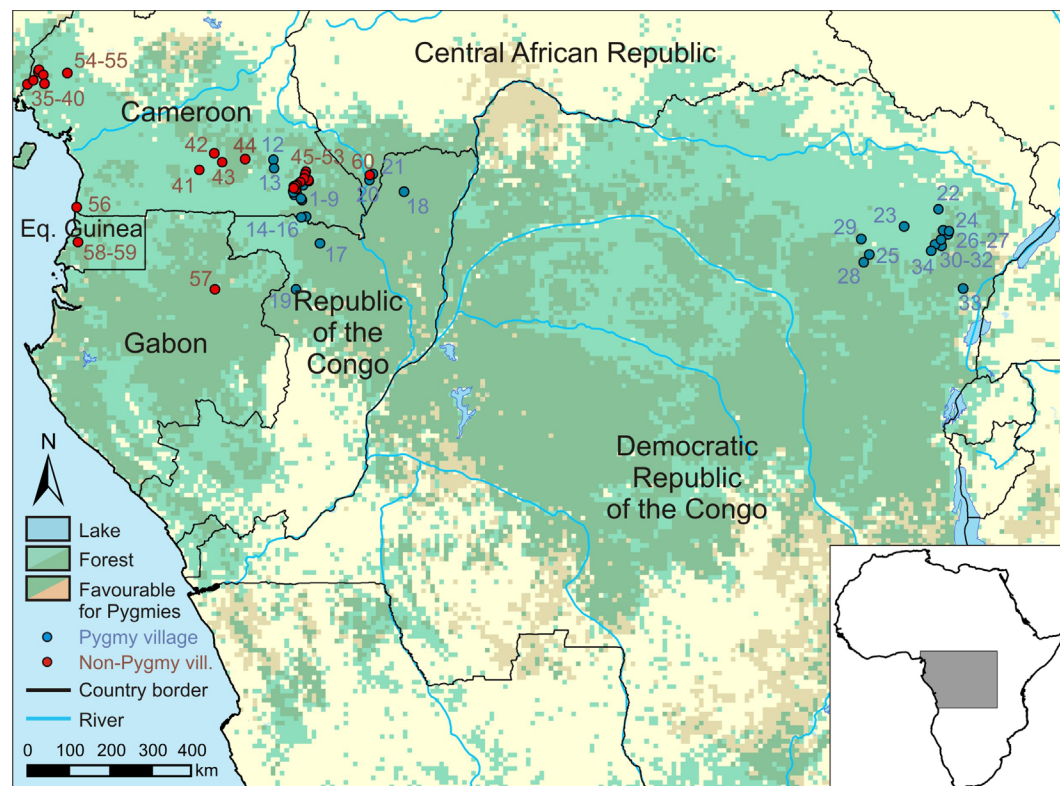 Central African Republic
54-55
35-40
Cameroon
42
44
12
45-53
60
21
41
43
13
1-9
20
18
56
Eq. Guinea
14-16
17
58-59
57
19
Republic
of the
Congo
Gabon
22
23
24
29
26-27
25
30-32
34
28
33
Democratic
Republic
of the Congo
N
Lake
Forest
Favourable
for Pygmies
Pygmy village
Non-Pygmy vill.
Country border
River
0 100 200 300 400
km